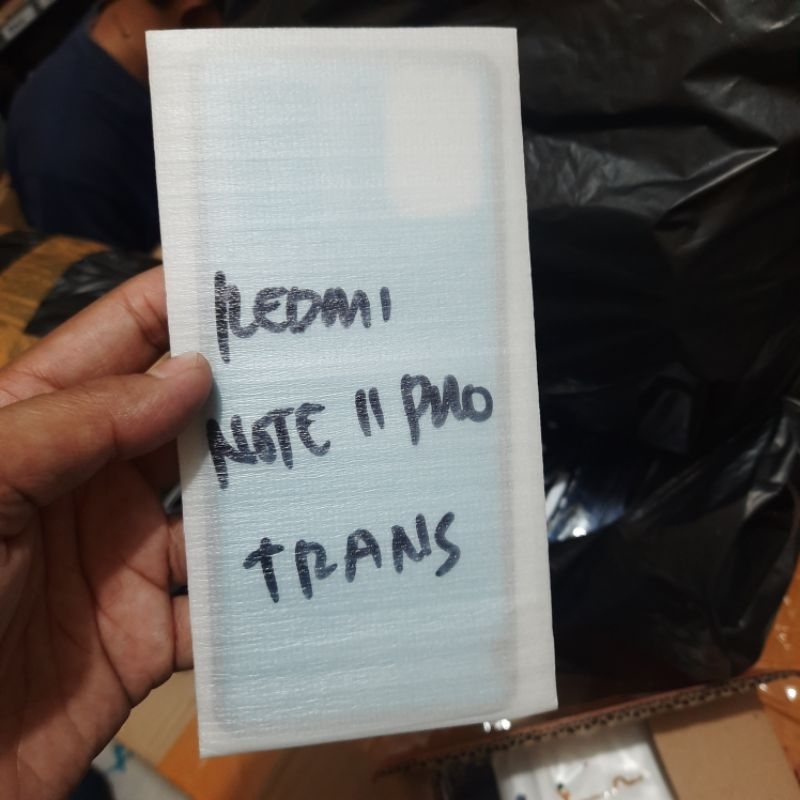 REDMI
NOTE 11 PRO
TRANS